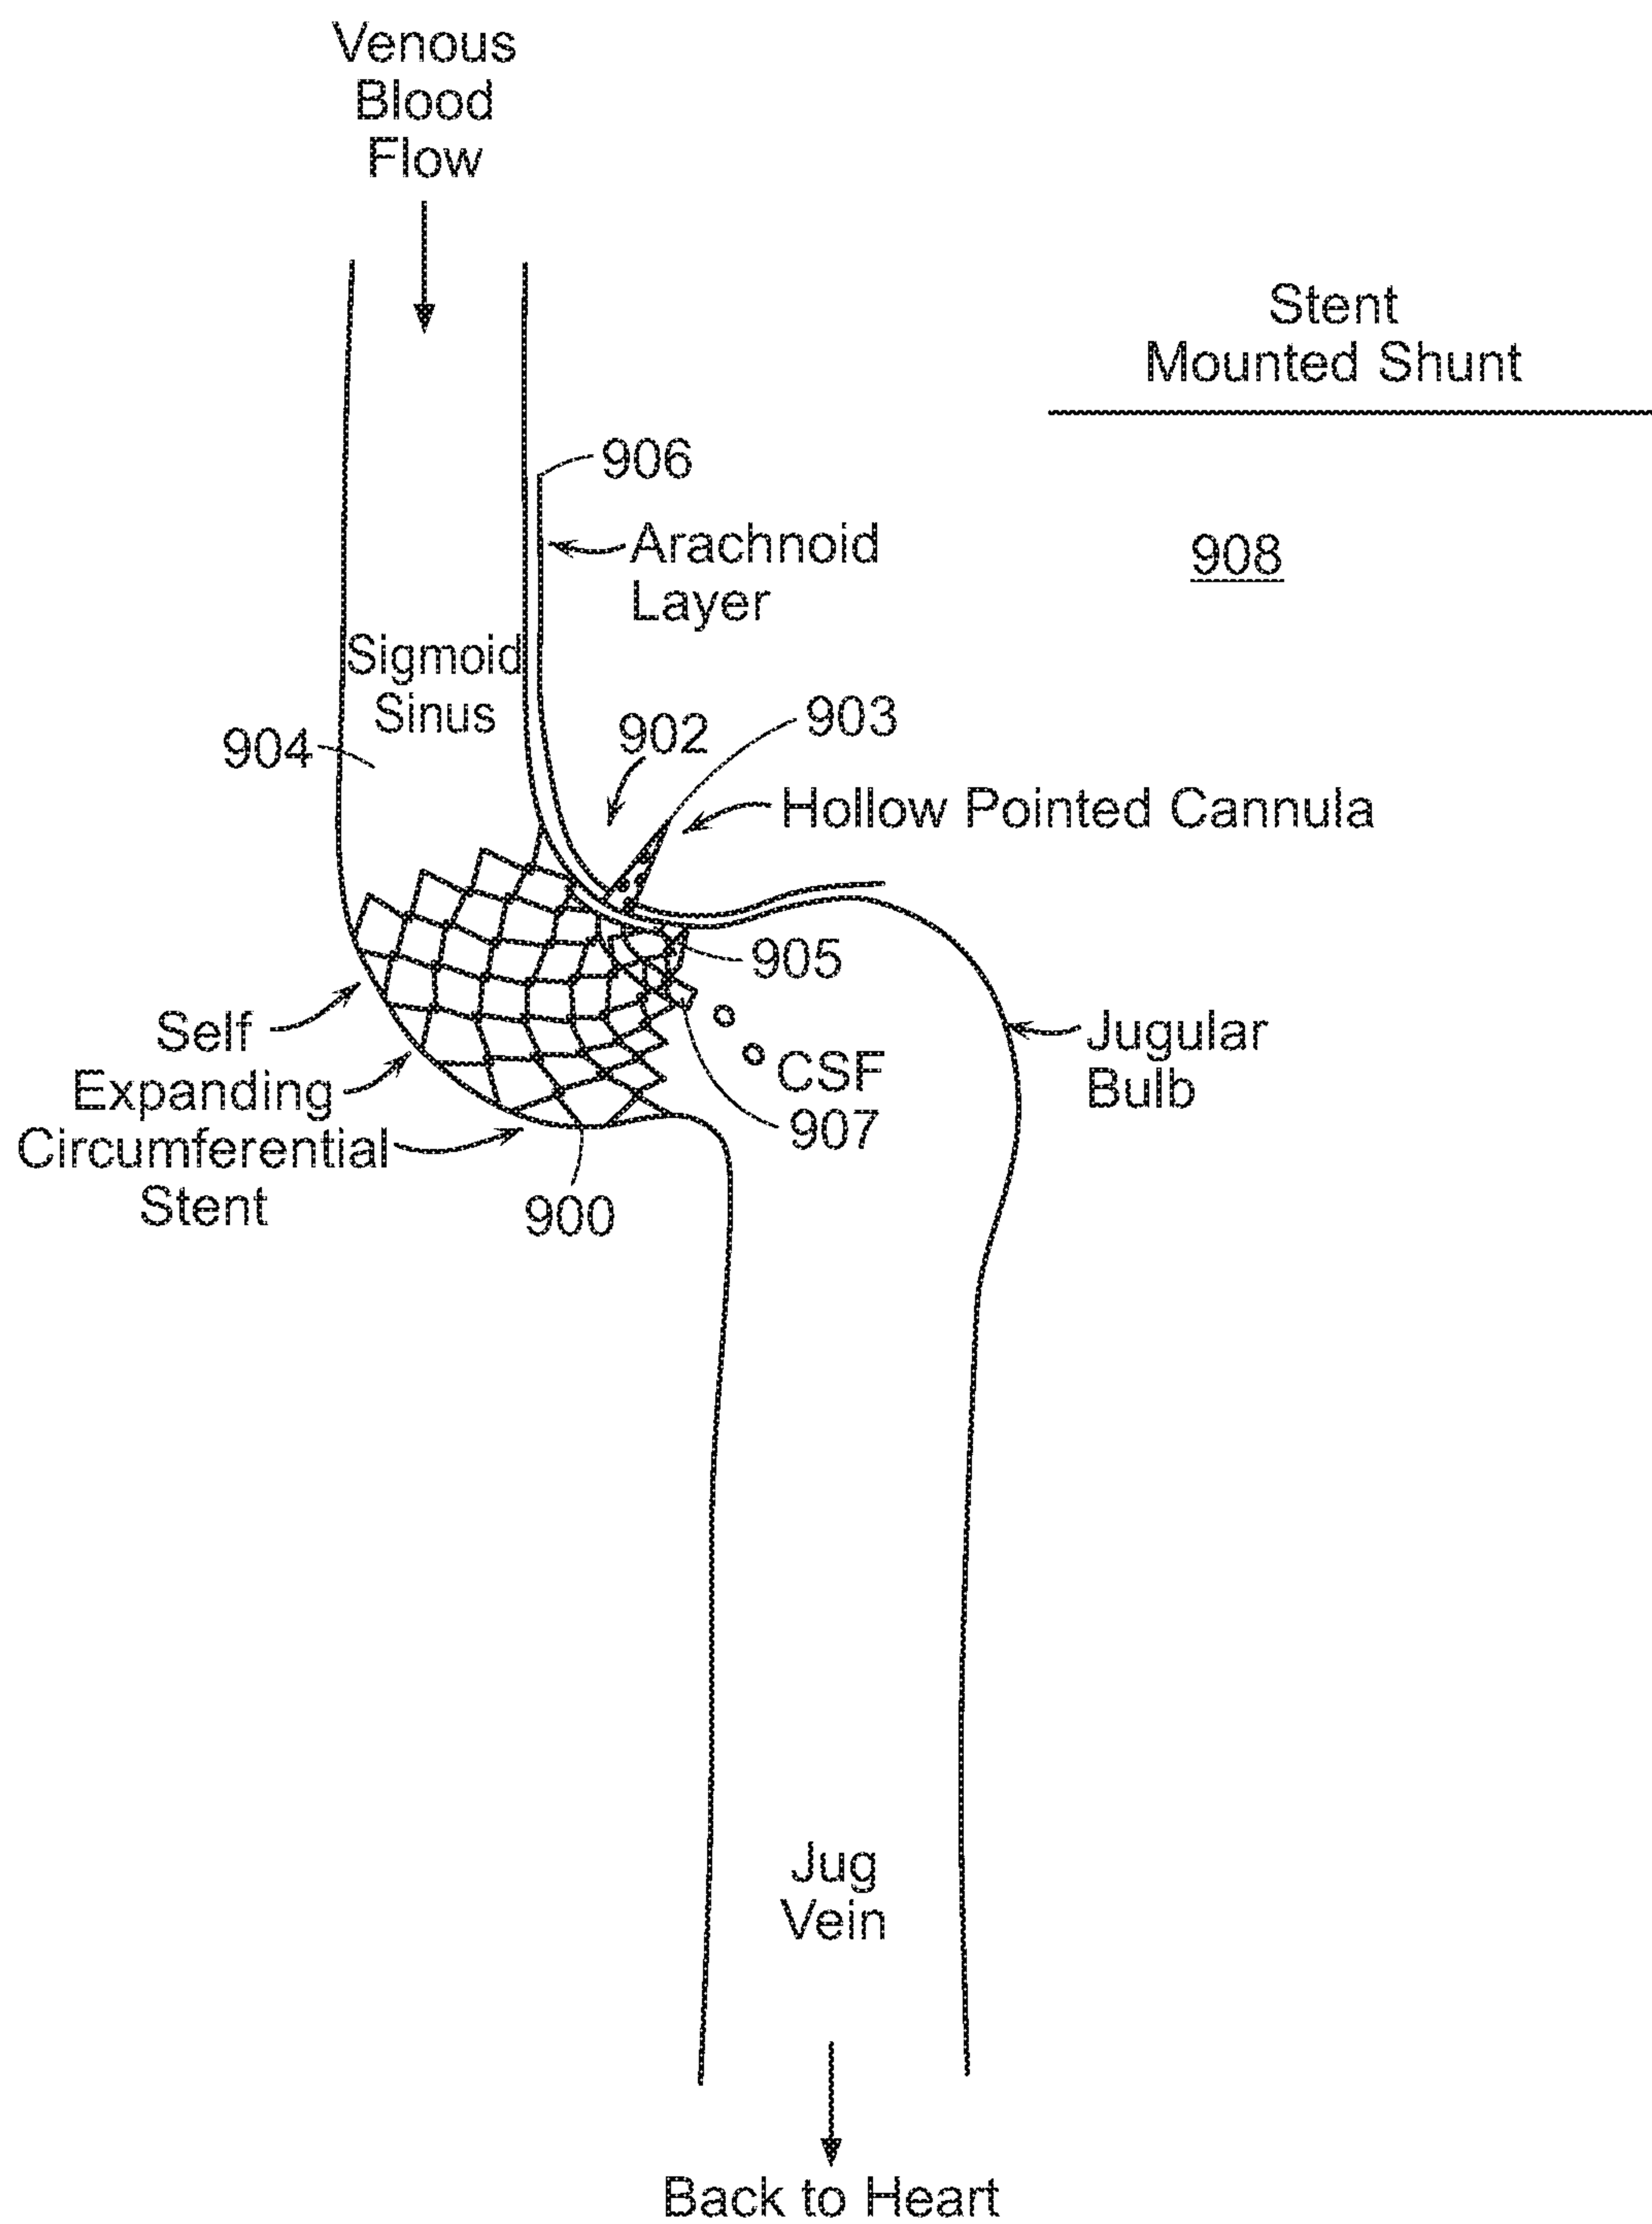 Venous
Blood
Flow
Stent
Mounted Shunt
906
Arachnoid
Layer
908
Sigmoid
Sinus
904
902
903
Hollow Pointed Cannula
905
Self
Expanding
Circumferential
Stent
CSF
907
Jugular
Bulb
900
Jug
Vein
Back to Heart